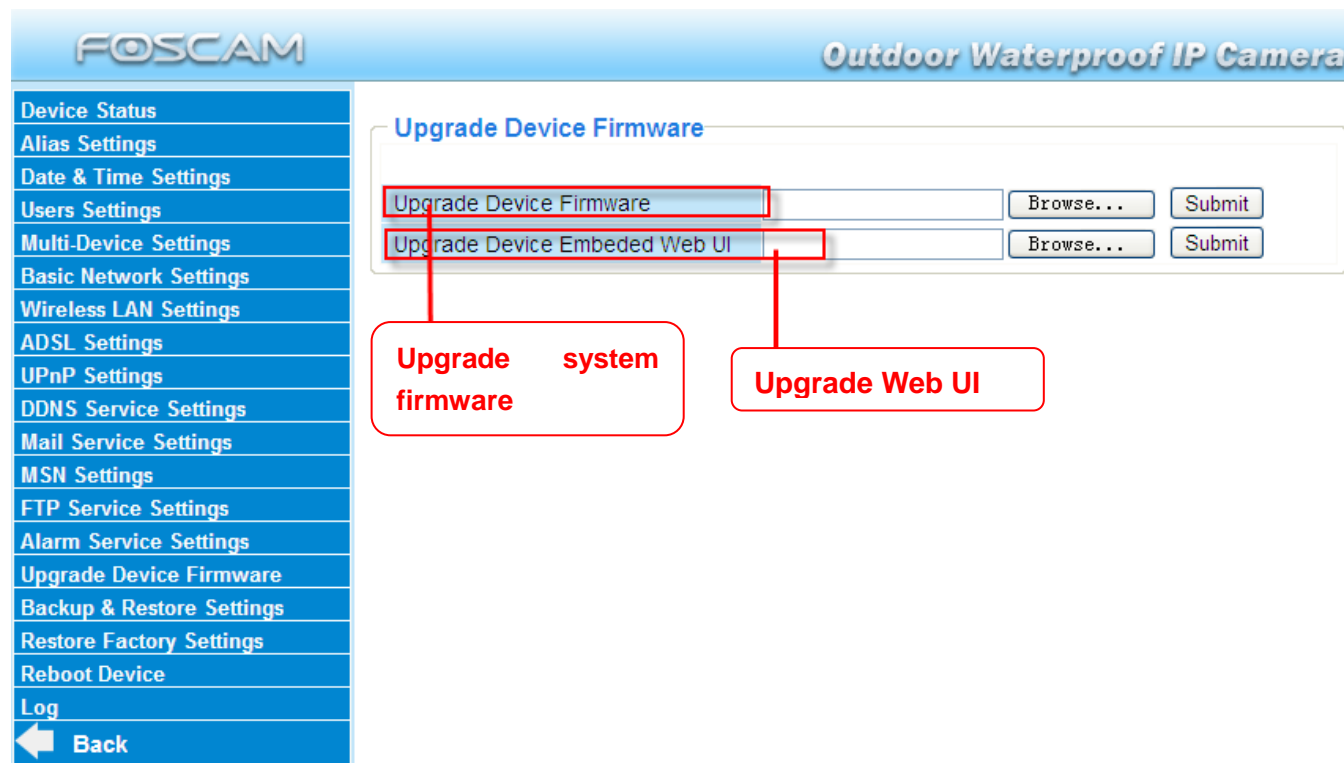 FOSCAM
Outdoor Waterproof IP Camera
Device Status
Alias Settings
Date & Time Settings
Users Settings
Multi-Device Settings
Basic Network Settings
Wireless LAN Settings
ADSL Settings
UPnP Settings
DDNS Service Settings
Mail Service Settings
MSN Settings
FTP Service Settings
Alarm Service Settings
Upgrade Device Firmware
Backup & Restore Settings
Restore Factory Settings
Reboot Device
Log
Back
Upgrade Device Firmware
Upgrade Device Firmware Browse... Submit
Upgrade Device Embeded Web UI Browse... Submit
Upgrade system
firmware
Upgrade Web UI